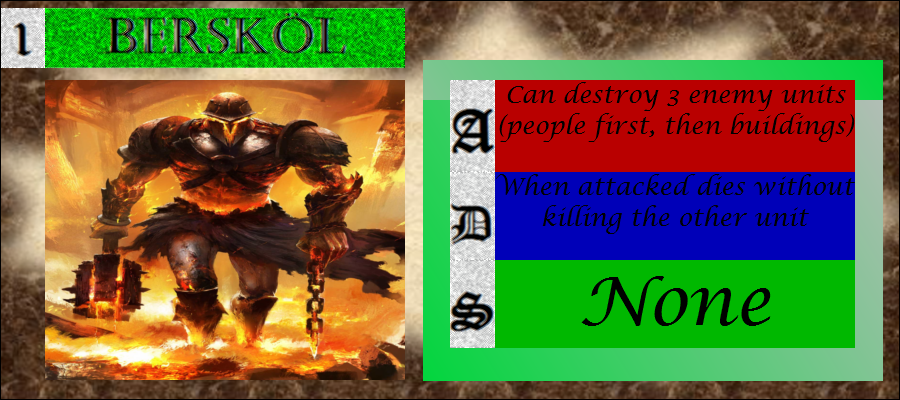 1 BERSKÖL
A
Can destroy 3 enemy units
(people first, then buildings)
D
When attacked dies without
killing the other unit
S
None